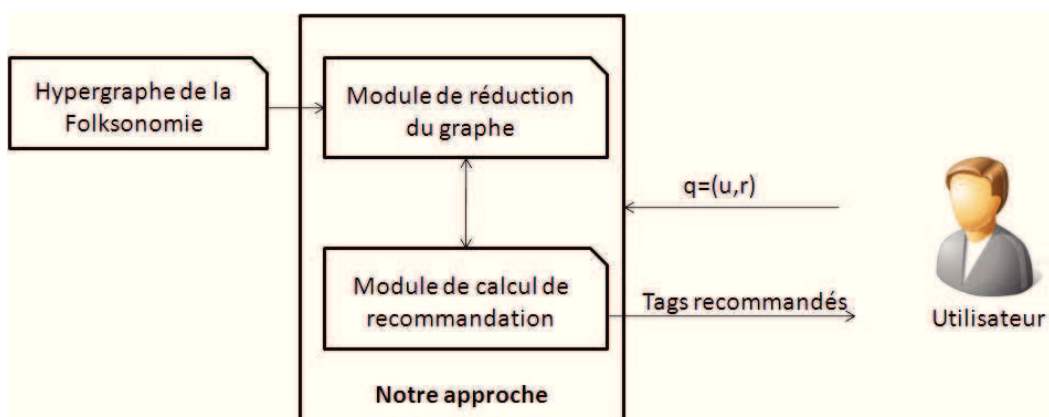 Hypergraphe de la
Folksonomie
Module de réduction
du graphe
q=(u,r)
Module de calcul de
recommandation
Tags recommandés
Utilisateur
Notre approche